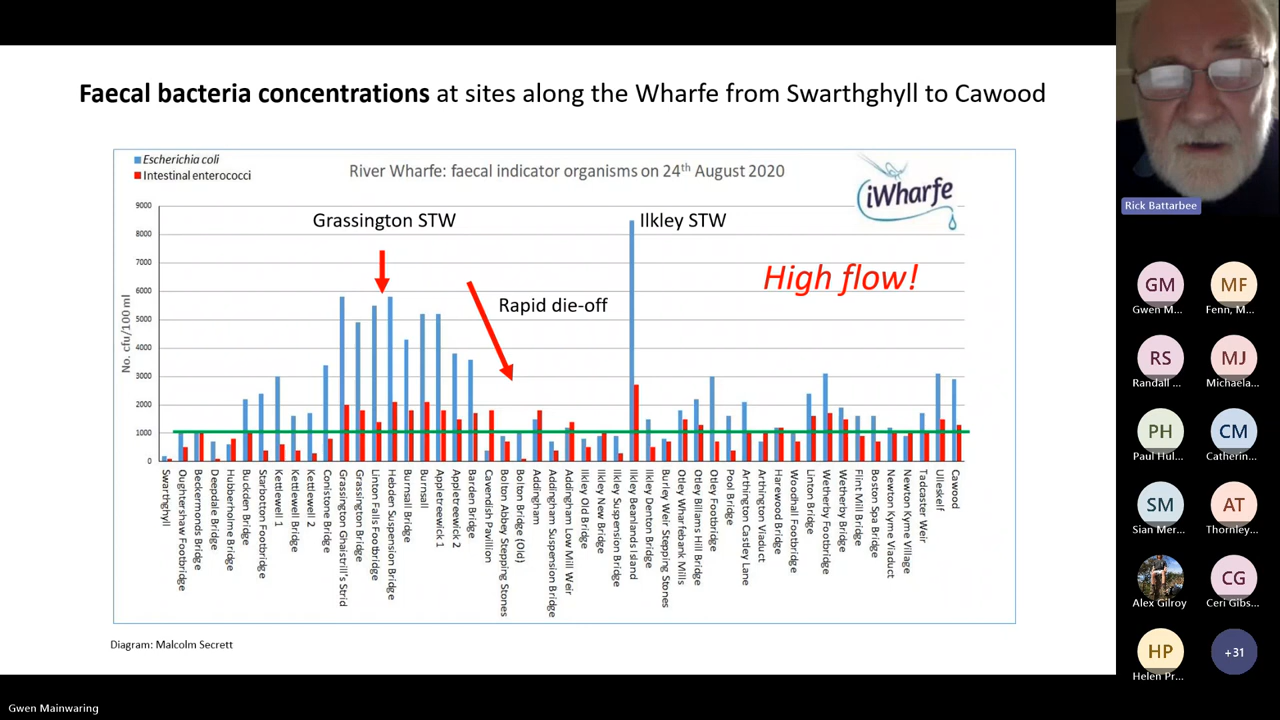 Faecal bacteria concentrations at sites along the Wharfe from Swarthghyll to Cawood
Escherichia coli
Intestinal enterococci
River Wharfe: faecal indicator organisms on 24th August 2020
iWharfe
Grassington STW
Ilkley STW
High flow!
Rapid die-off
No. cfu/100 ml
9000
8000
7000
6000
5000
4000
3000
2000
1000
0
Swarthghyll
Oughtershaw Footbridge
Beckermonds Bridge
Deepdale Bridge
Hubberholme Bridge
Buckden Bridge
Starbotton Footbridge
Kettlewell 1
Kettlewell Bridge
Kettlewell 2
Conistone Bridge
Grassington Ghaistrill's Strid
Grassington Bridge
Linton Falls Footbridge
Hebden Suspension Bridge
Burnsall Bridge
Burnsall
Appletreewick 1
Appletreewick 2
Barden Bridge
Cavendish Pavillion
Bolton Abbey Stepping Stones
Bolton Bridge (Old)
Addingham
Addingham Suspension Bridge
Addingham Low Mill Weir
Ilkley Old Bridge
Ilkley New Bridge
Ilkley Suspension Bridge
Ilkley Beanlands Island
Ilkley Denton Bridge
Burley Weir Stepping Stones
Otley Wharfebank Mills
Otley Billams Hill Bridge
Otley Footbridge
Pool Bridge
Arthington Castley Lane
Arthington Viaduct
Harewood Bridge
Woodhall Footbridge
Linton Bridge
Wetherby Footbridge
Wetherby Bridge
Flint Mill Bridge
Boston Spa Bridge
Newton Kyme Viaduct
Newton Kyme Village
Tadcaster Weir
Ulleskelf
Cawood
Diagram: Malcolm Secrett
Gwen Mainwaring
Rick Battarbee
GM
Gwen M...
MF
Fenn, M...
RS
Randall ...
MJ
Michaela...
PH
Paul Hul...
CM
Catherin...
SM
Sian Mer...
AT
Thornley...
Alex Gilroy
CG
Ceri Gibs...
HP
Helen Pr...
+31